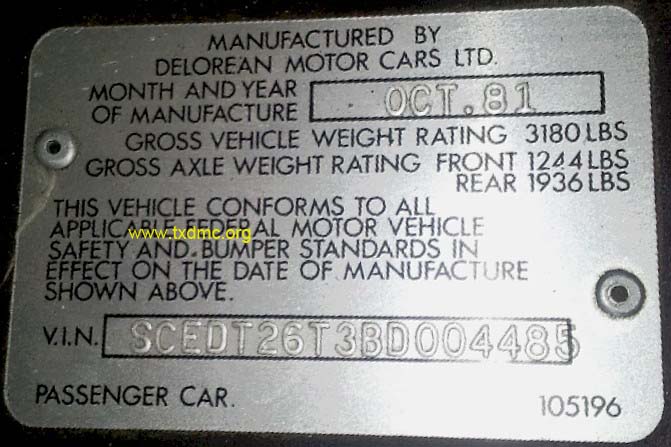 MANUFACTURED BY
DELOREAN MOTOR CARS LTD.
MONTH AND YEAR
OF MANUFACTURE OCT.81
GROSS VEHICLE WEIGHT RATING 3180 LBS
GROSS AXLE WEIGHT RATING FRONT 1244 LBS
REAR 1936 LBS
THIS VEHICLE CONFORMS TO ALL
APPLICABLE FEDERAL MOTOR VEHICLE
www.txdmc.org
SAFETY AND BUMPER STANDARDS IN
EFFECT ON THE DATE OF MANUFACTURE
SHOWN ABOVE.
V.I.N. SCEDT26T3BD004485
PASSENGER CAR. 105196